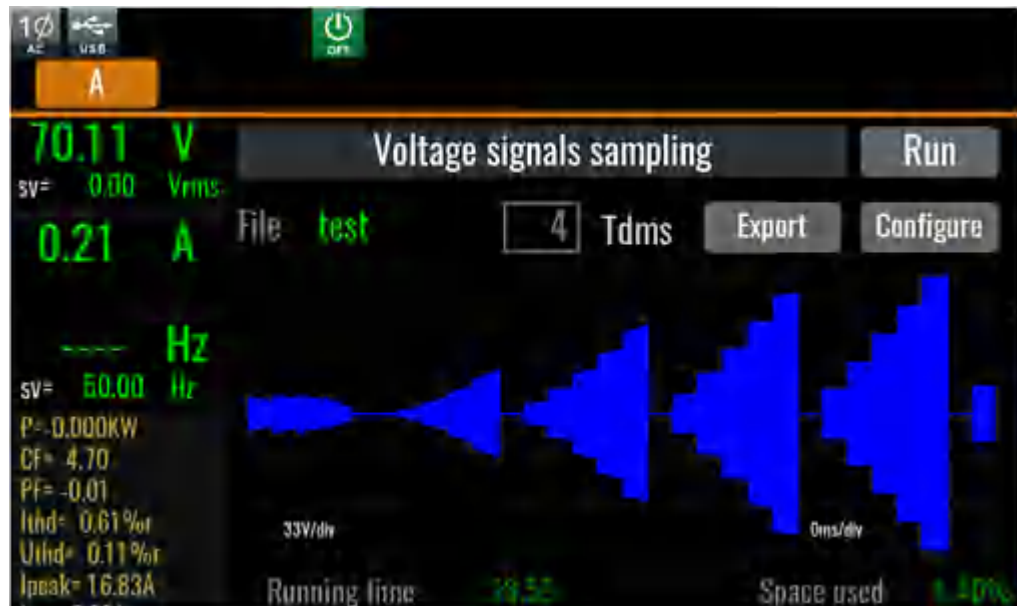 1Ø
AC
USB
OFF
A
70.11 V
sv= 0.00 Vrms
0.21 A
---- Hz
sv= 50.00 Hz
P=-0.000KW
CF= 4.70
PF= -0.01
Ithd= 0.61%r
Uthd= 0.11%r
Ipeak= 16.83A
Voltage signals sampling
Run
File test
4 Tdms
Export
Configure
33V/div
0ms/div
Running time
Space used